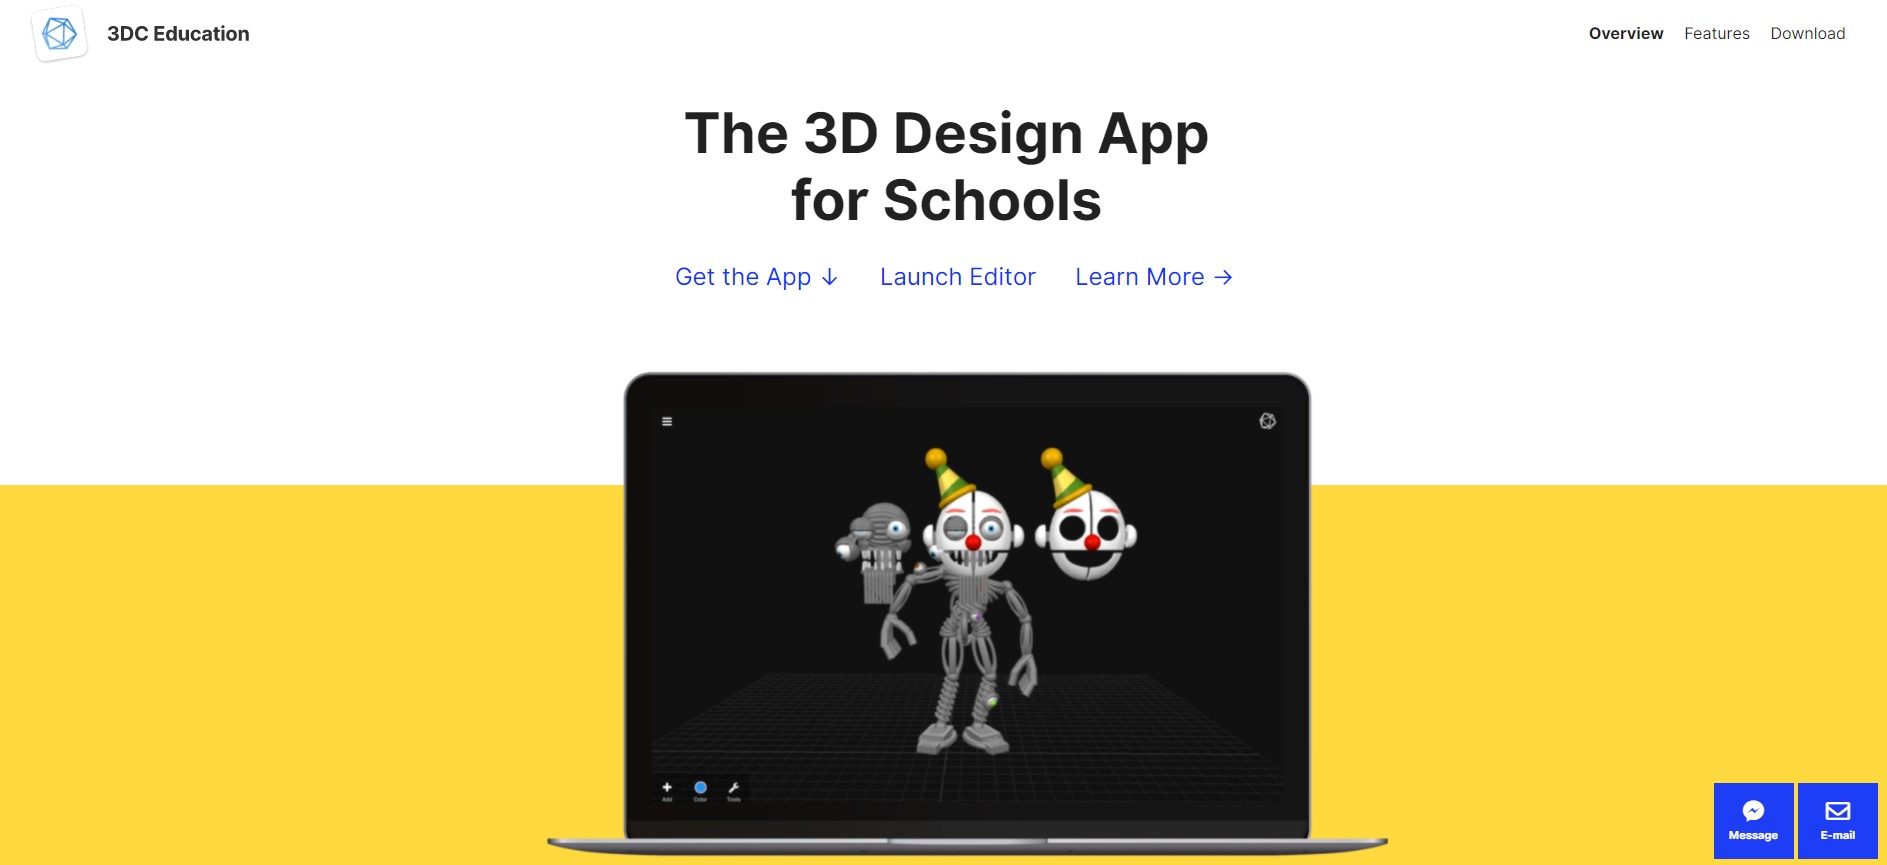 3DC Education
Overview
Features
Download
The 3D Design App
for Schools
Get the App ↓
Launch Editor
Learn More →
Add
Color
Tools
Message
E-mail